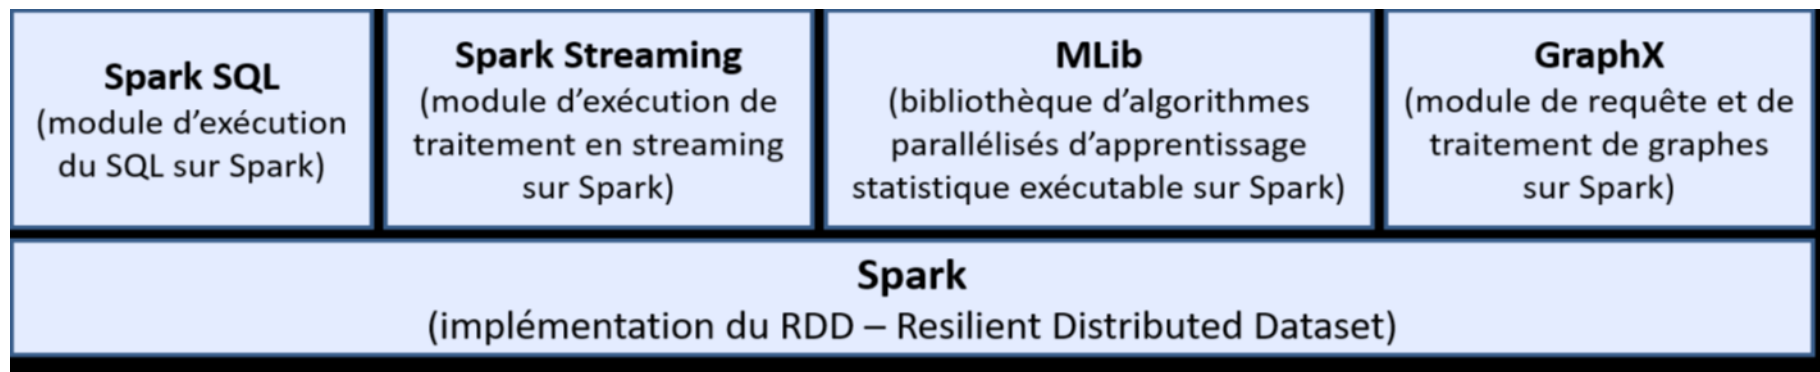 Spark SQL
(module d’exécution
du SQL sur Spark)
Spark Streaming
(module d’exécution de
traitement en streaming
sur Spark)
MLib
(bibliothèque d’algorithmes
parallélisés d’apprentissage
statistique exécutable sur Spark)
GraphX
(module de requête et de
traitement de graphes
sur Spark)
Spark
(implémentation du RDD – Resilient Distributed Dataset)